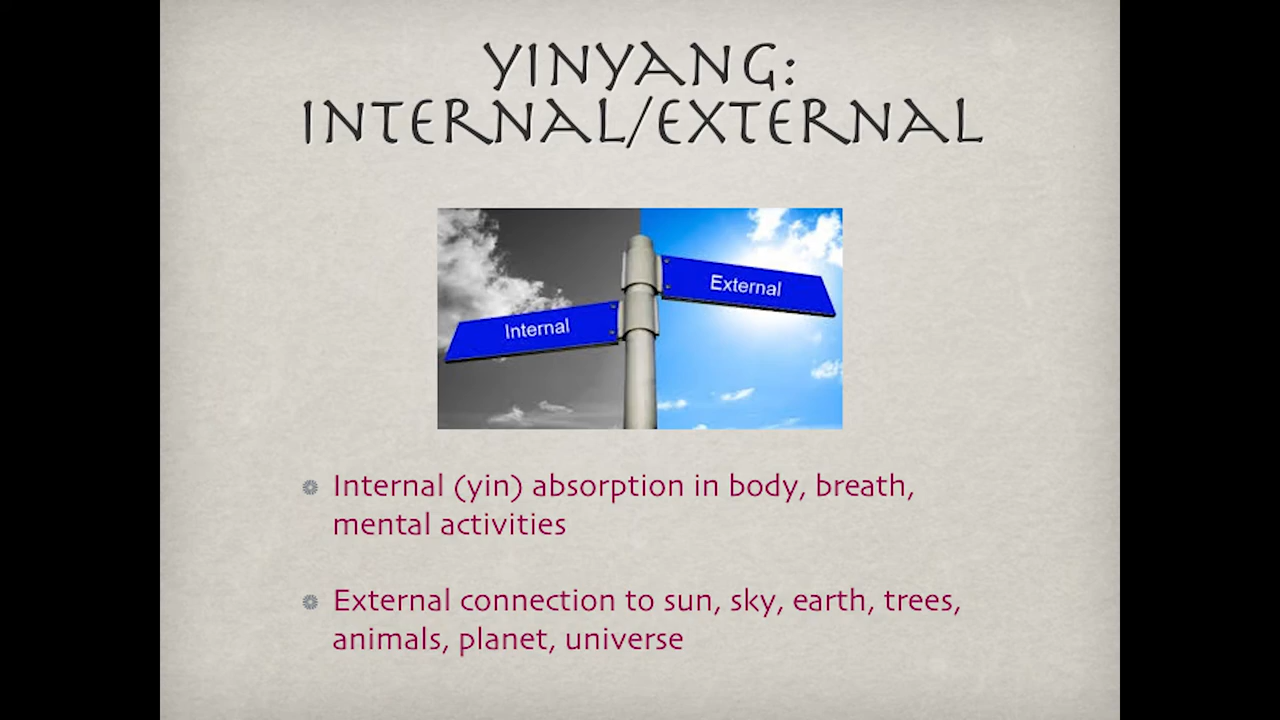 YINYANG:
INTERNAL/EXTERNAL
External
Internal
Internal (yin) absorption in body, breath,
mental activities
External connection to sun, sky, earth, trees,
animals, planet, universe